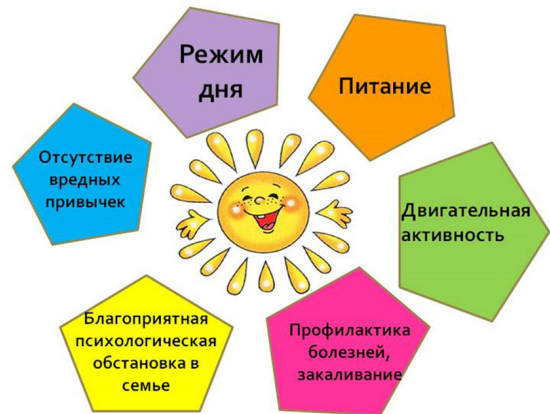 Режим
дня
Питание
Отсутствие
вредных
привычек
Двигательная
активность
Благоприятная
психологическая
обстановка в
семье
Профилактика
болезней,
закаливание